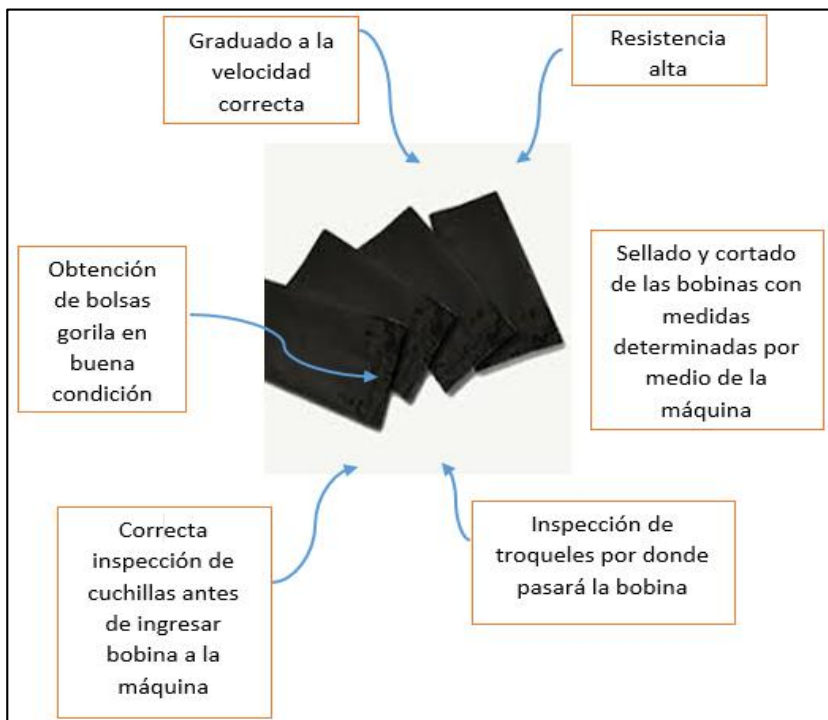 Graduado a la
velocidad
correcta
Resistencia
alta
Obtención
de bolsas
gorila en
buena
condición
Sellado y cortado
de las bobinas con
medidas
determinadas por
medio de la
máquina
Correcta
inspección de
cuchillas antes
de ingresar
bobina a la
máquina
Inspección de
troqueles por donde
pasará la bobina